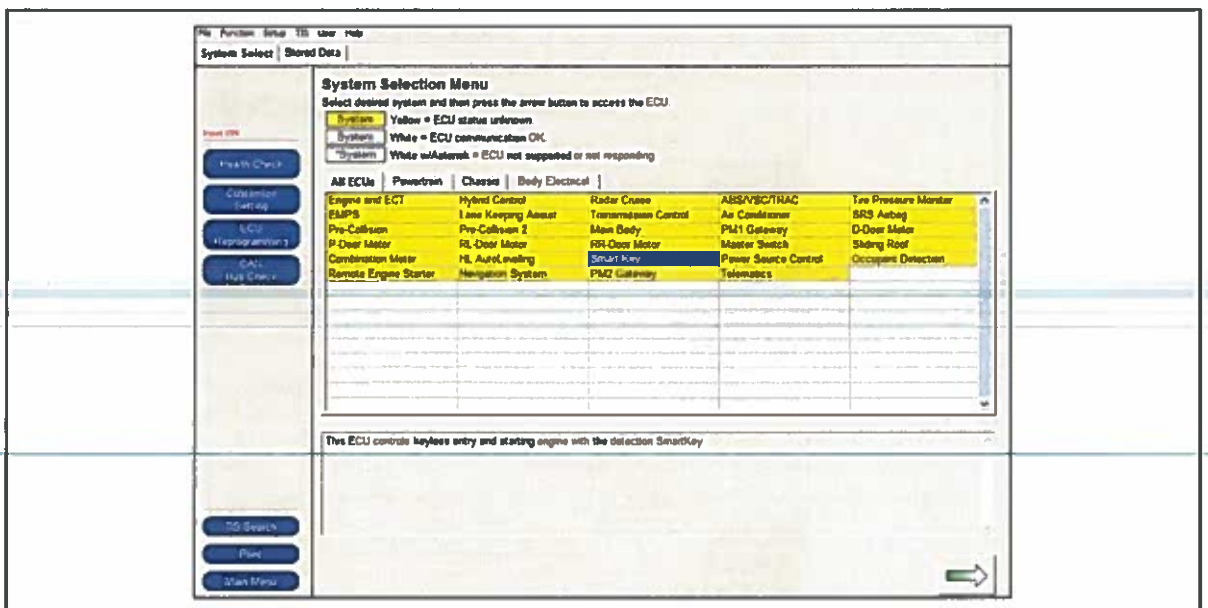 File Function Setup TIS User Help
System Select Stored Data
System Selection Menu
Select desired system and then press the arrow button to access the ECU.
System Yellow = ECU status unknown
System White = ECU communication OK.
*System White w/Asterisk = ECU not supported or not responding
Input VIN
Health Check
Customize Setting
ECU Reprogramming
CAN Bus Check
All ECUs Powertrain Chassis Body Electrical
Engine and ECT Hybrid Control Radar Cruise ABS/VSC/TRAC Tire Pressure Monitor
EMPS Lane Keeping Assist Transmission Control Air Conditioner SRS Airbag
Pre-Collision Pre-Collision 2 Main Body PM1 Gateway D-Door Motor
P-Door Motor RL-Door Motor RR-Door Motor Master Switch Sliding Roof
Combination Meter HL AutoLeveling Smart Key Power Source Control Occupant Detection
Remote Engine Starter Navigation System PM2 Gateway Telematics
This ECU controls keyless entry and starting engine with the detection SmartKey
TIS Search
Print
Main Menu